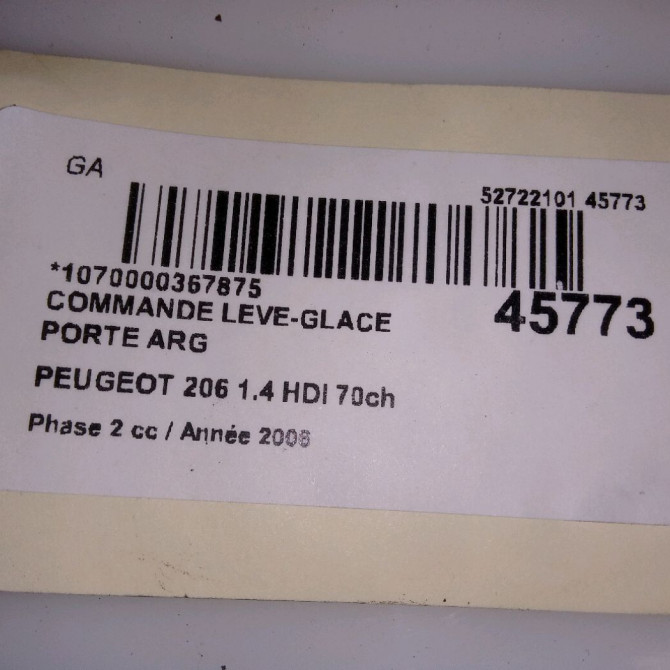 GA
52722101 45773
*1070000367875
45773
COMMANDE LEVE-GLACE
PORTE ARG
PEUGEOT 206 1.4 HDI 70ch
Phase 2 cc / Année 2006